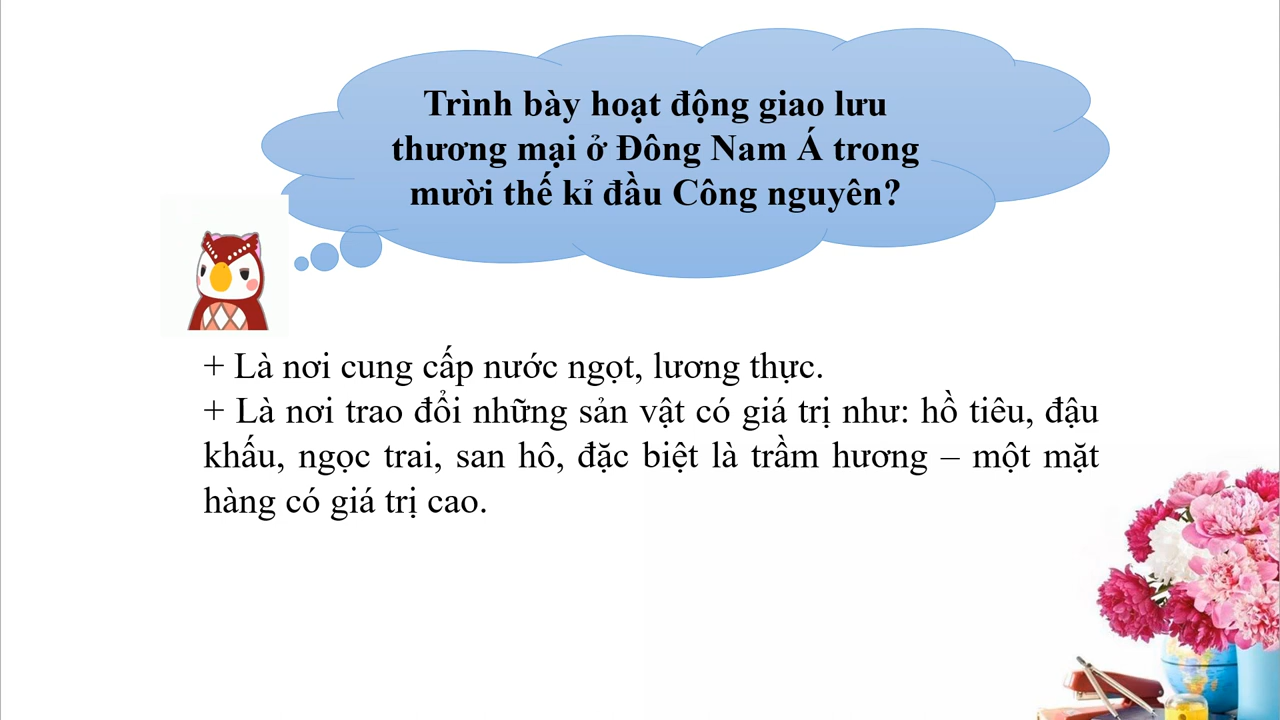 Trình bày hoạt động giao lưu
thương mại ở Đông Nam Á trong
mười thế kỉ đầu Công nguyên?
+ Là nơi cung cấp nước ngọt, lương thực.
+ Là nơi trao đổi những sản vật có giá trị như: hồ tiêu, đậu
khấu, ngọc trai, san hô, đặc biệt là trầm hương – một mặt
hàng có giá trị cao.